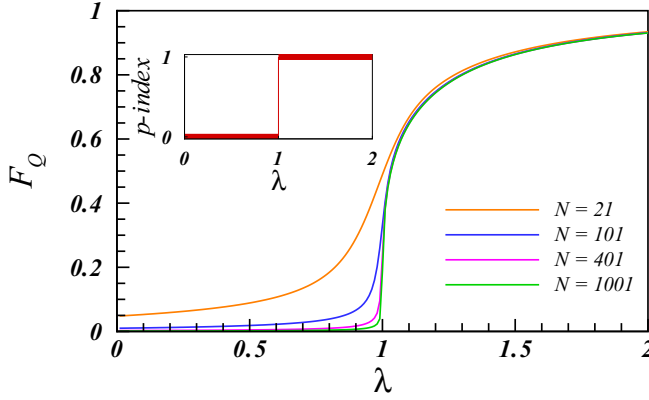 1
0.8
0.6
0.4
0.2
0
F_Q
0 0.5 1 1.5 2
λ
p-index
1
0
0 1 2
λ
N = 21
N = 101
N = 401
N = 1001